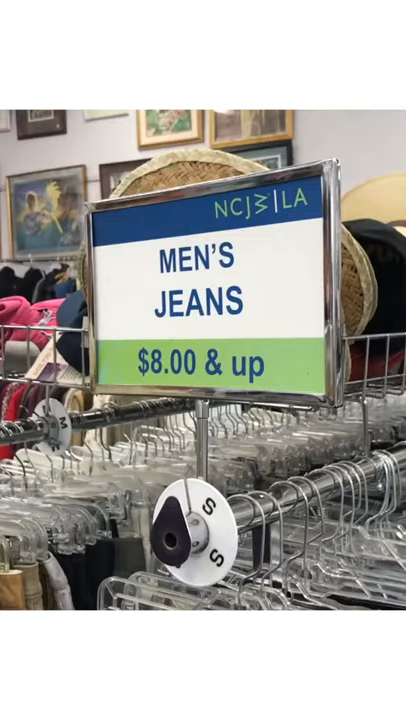 NCJW|LA
MEN'S
JEANS
$8.00 & up
M
S
S